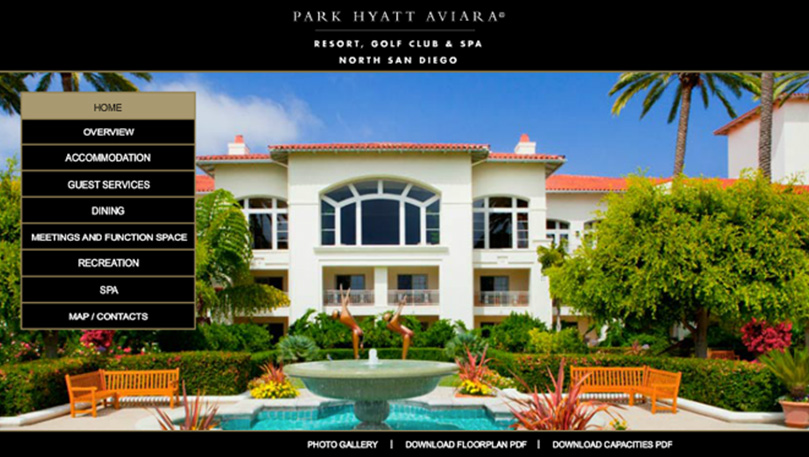 PARK HYATT AVIARA®
RESORT, GOLF CLUB & SPA
NORTH SAN DIEGO
HOME
OVERVIEW
ACCOMMODATION
GUEST SERVICES
DINING
MEETINGS AND FUNCTION SPACE
RECREATION
SPA
MAP / CONTACTS
PHOTO GALLERY | DOWNLOAD FLOORPLAN PDF | DOWNLOAD CAPACITIES PDF